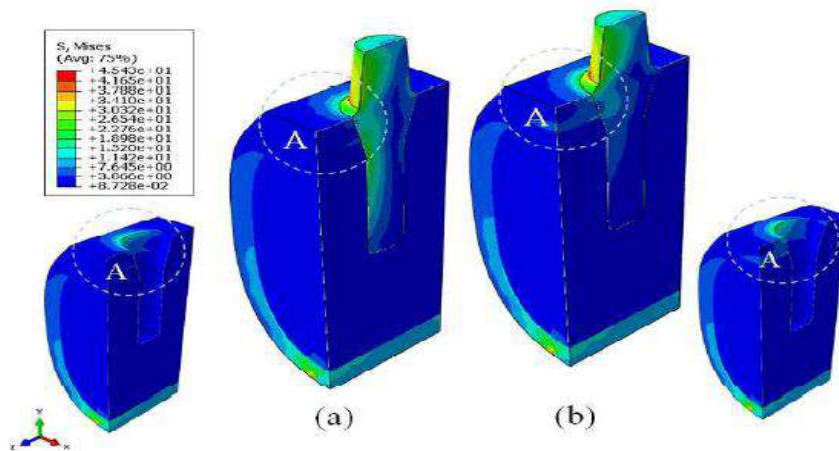 S, Mises
(Avg: 75%)
+4.543e+01
+4.165e+01
+3.788e+01
+3.410e+01
+3.032e+01
+2.654e+01
+2.276e+01
+1.898e+01
+1.520e+01
+1.142e+01
+7.645e+00
+3.866e+00
+8.728e-02
A
A
A
A
Y
Z
X
(a)
(b)